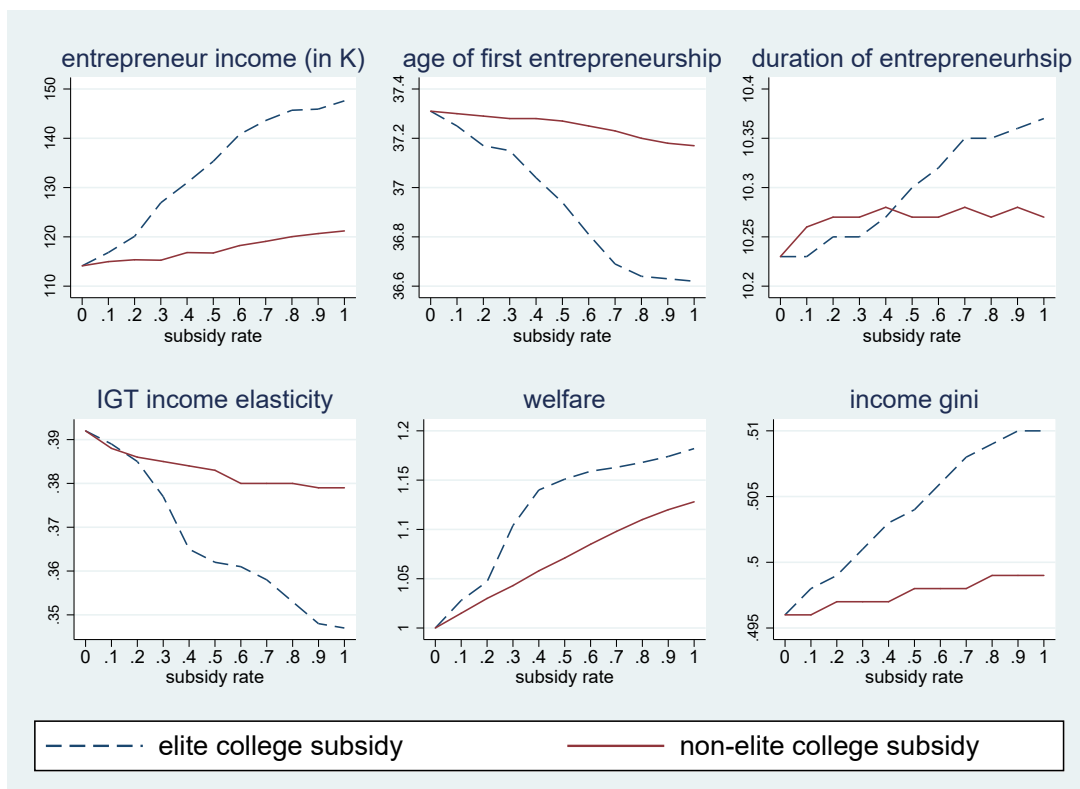 entrepreneur income (in K)
150
140
130
120
110
0 .1 .2 .3 .4 .5 .6 .7 .8 .9 1
subsidy rate
age of first entrepreneurship
37.4
37.2
37
36.8
36.6
0 .1 .2 .3 .4 .5 .6 .7 .8 .9 1
subsidy rate
duration of entrepreneurhsip
10.4
10.35
10.3
10.25
10.2
0 .1 .2 .3 .4 .5 .6 .7 .8 .9 1
subsidy rate
IGT income elasticity
.39
.38
.37
.36
.35
0 .1 .2 .3 .4 .5 .6 .7 .8 .9 1
subsidy rate
welfare
1.2
1.15
1.1
1.05
1
0 .1 .2 .3 .4 .5 .6 .7 .8 .9 1
subsidy rate
income gini
.51
.505
.5
.495
0 .1 .2 .3 .4 .5 .6 .7 .8 .9 1
subsidy rate
elite college subsidy
non-elite college subsidy